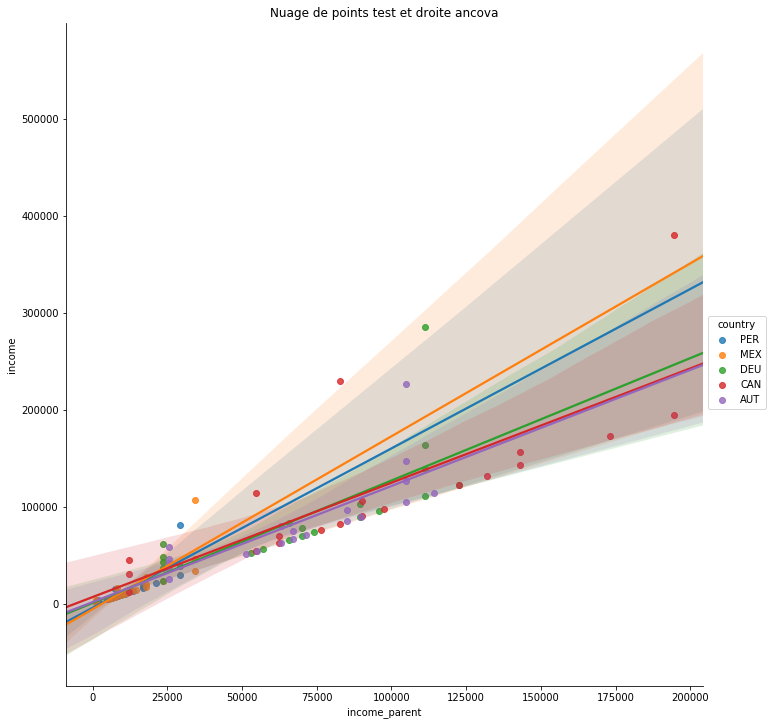 Nuage de points test et droite ancova
500000
400000
300000
200000
100000
0
income
0
25000
50000
75000
100000
125000
150000
175000
200000
income_parent
country
PER
MEX
DEU
CAN
AUT